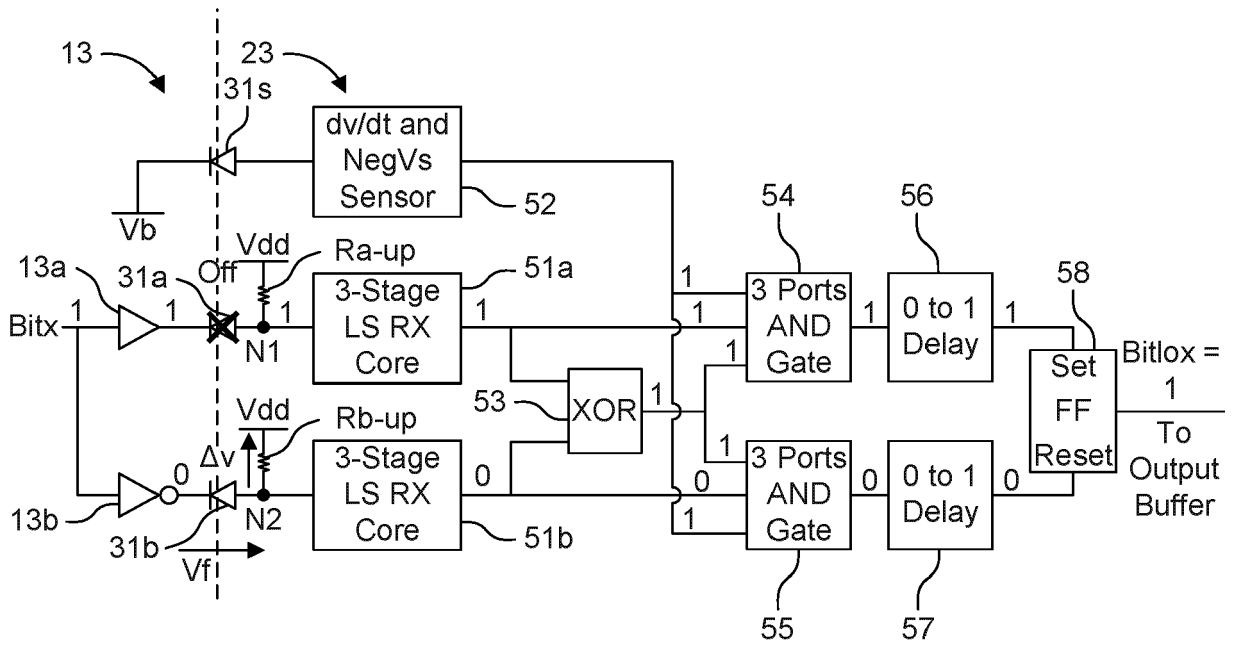 13
23
31s
dv/dt and
NegVs
Sensor
52
Vb
13a
31a
Off
Vdd
Ra-up
51a
Bitx
1
1
1
N1
3-Stage
LS RX
Core
1
53
XOR
1
Vdd
Rb-up
Δv
0
13b
31b
N2
Vf
3-Stage
LS RX
Core
0
51b
54
1
1
1
3 Ports
AND
Gate
1
56
0 to 1
Delay
1
58
Set
FF
Reset
Bitlox =
1
To
Output
Buffer
1
0
1
3 Ports
AND
Gate
55
0
0 to 1
Delay
57
0